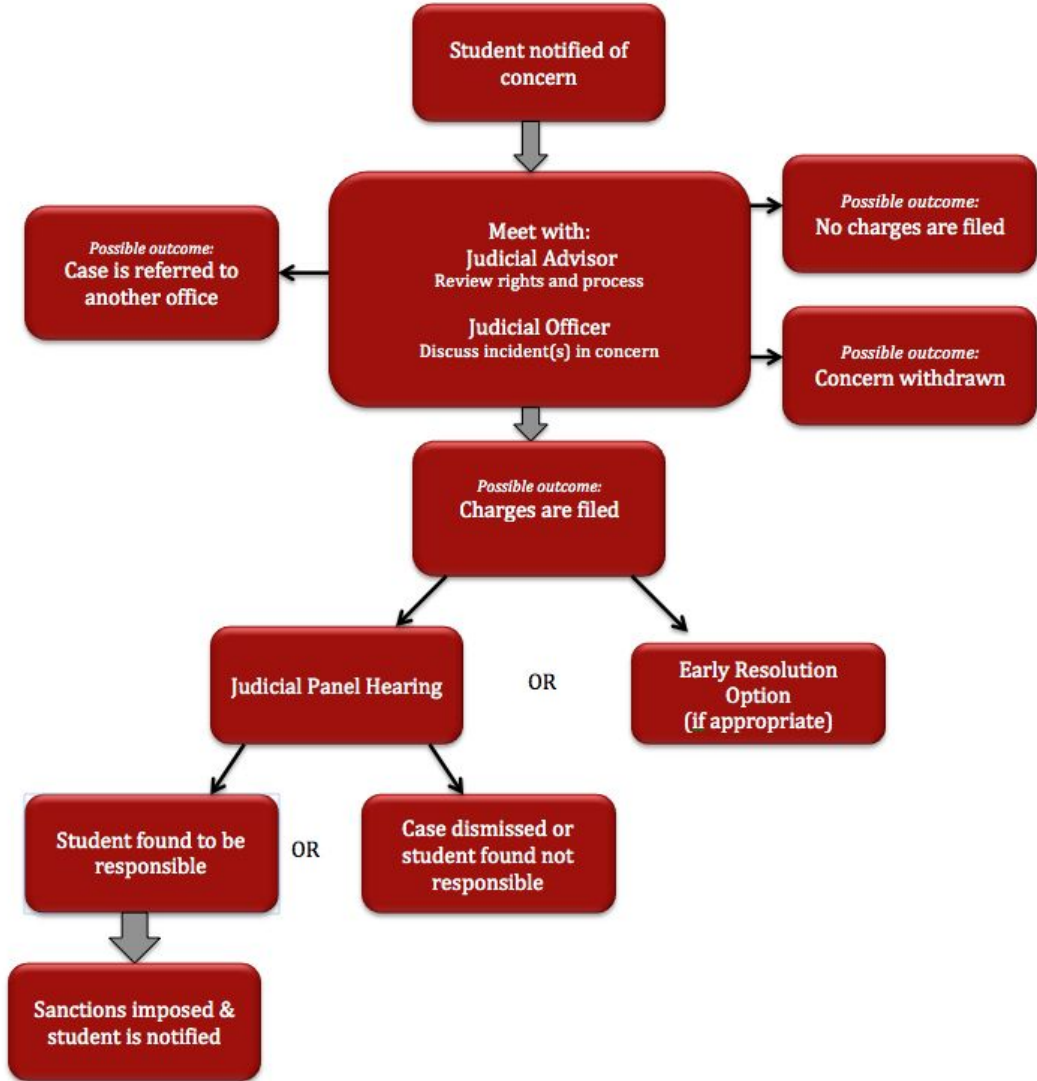 Student notified of
concern
Possible outcome:
Case is referred to
another office
Meet with:
Judicial Advisor
Review rights and process
Judicial Officer
Discuss incident(s) in concern
Possible outcome:
No charges are filed
Possible outcome:
Concern withdrawn
Possible outcome:
Charges are filed
Judicial Panel Hearing
OR
Early Resolution
Option
(if appropriate)
Student found to be
responsible
OR
Case dismissed or
student found not
responsible
Sanctions imposed &
student is notified